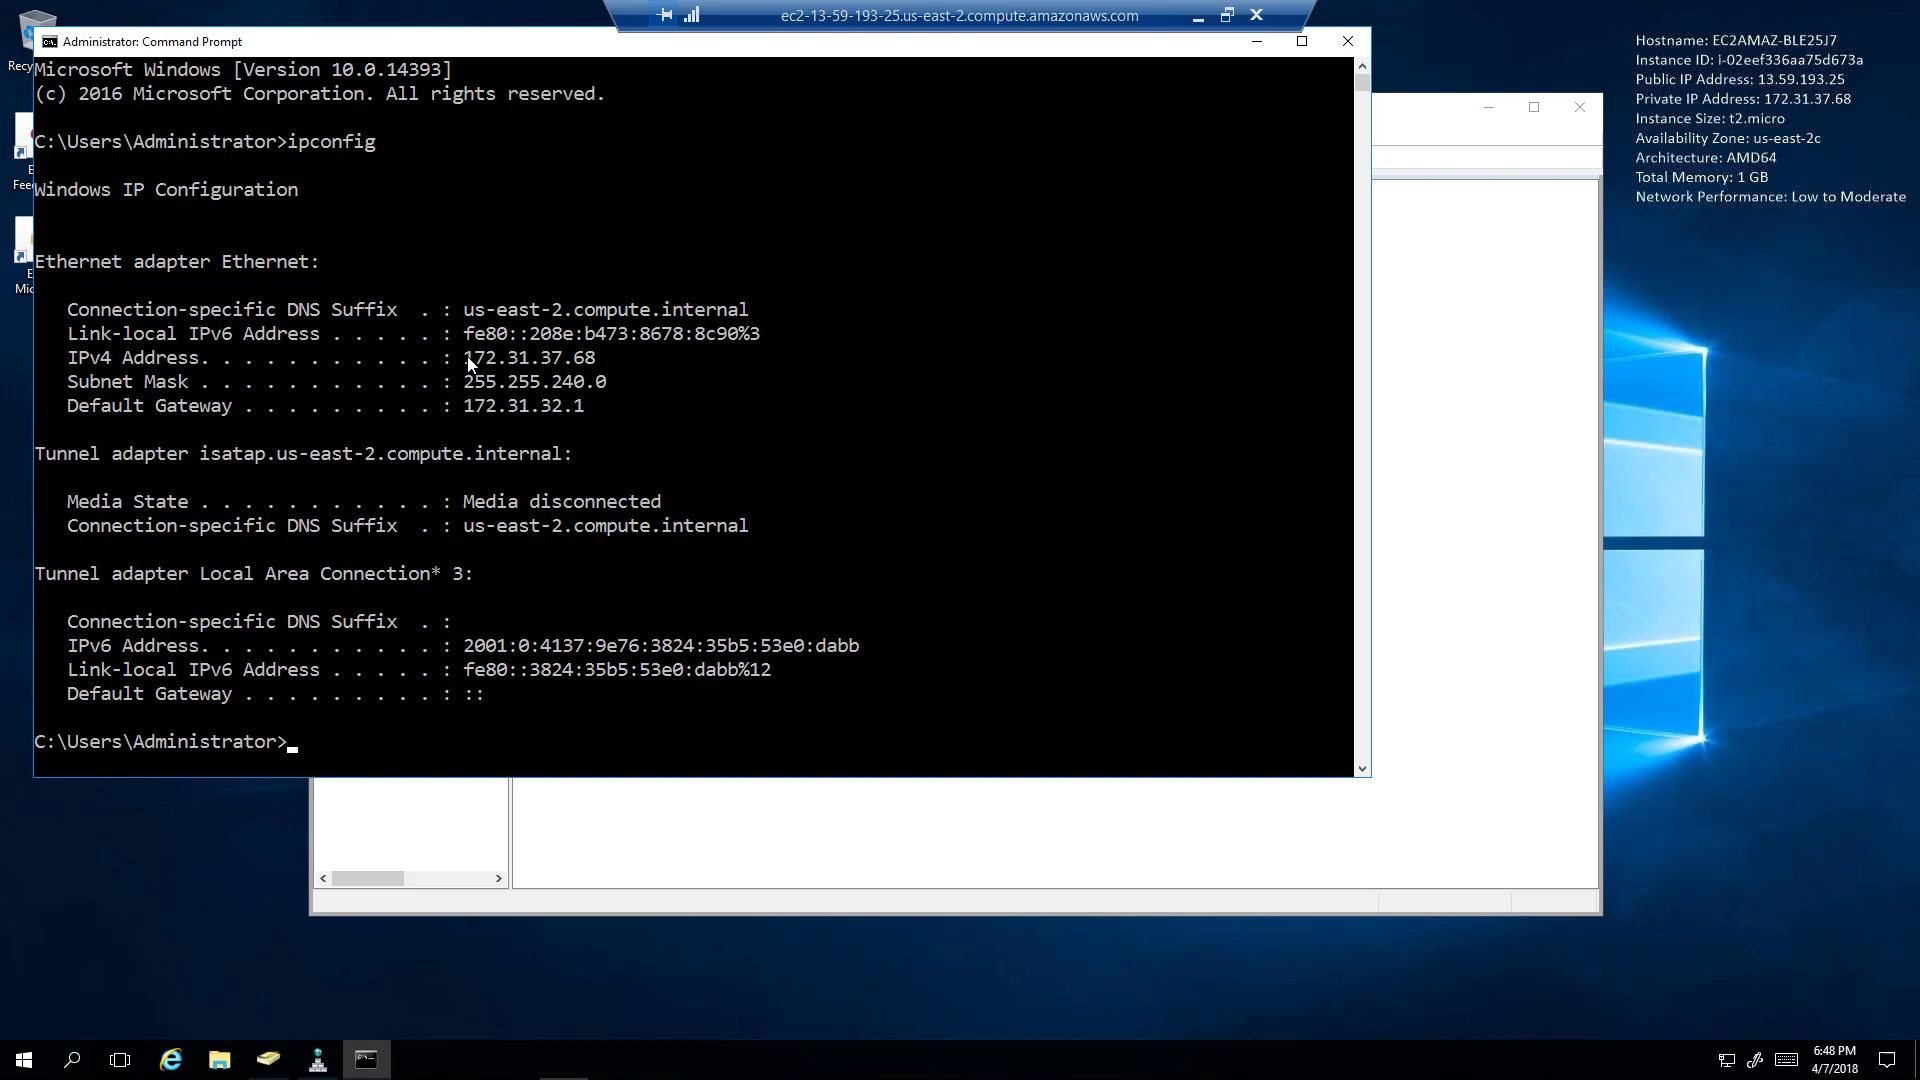 ec2-13-59-193-25.us-east-2.compute.amazonaws.com
Administrator: Command Prompt
Microsoft Windows [Version 10.0.14393]
(c) 2016 Microsoft Corporation. All rights reserved.
C:\Users\Administrator>ipconfig
Windows IP Configuration
Ethernet adapter Ethernet:
Connection-specific DNS Suffix  . : us-east-2.compute.internal
Link-local IPv6 Address . . . . . : fe80::208e:b473:8678:8c90%3
IPv4 Address. . . . . . . . . . . : 172.31.37.68
Subnet Mask . . . . . . . . . . . : 255.255.240.0
Default Gateway . . . . . . . . . : 172.31.32.1
Tunnel adapter isatap.us-east-2.compute.internal:
Media State . . . . . . . . . . . : Media disconnected
Connection-specific DNS Suffix  . : us-east-2.compute.internal
Tunnel adapter Local Area Connection* 3:
Connection-specific DNS Suffix  . :
IPv6 Address. . . . . . . . . . . : 2001:0:4137:9e76:3824:35b5:53e0:dabb
Link-local IPv6 Address . . . . . : fe80::3824:35b5:53e0:dabb%12
Default Gateway . . . . . . . . . : ::
C:\Users\Administrator>
Hostname: EC2AMAZ-BLE25J7
Instance ID: i-02eef336aa75d673a
Public IP Address: 13.59.193.25
Private IP Address: 172.31.37.68
Instance Size: t2.micro
Availability Zone: us-east-2c
Architecture: AMD64
Total Memory: 1 GB
Network Performance: Low to Moderate
Recy
E
Fee
E
Mic
6:48 PM
4/7/2018